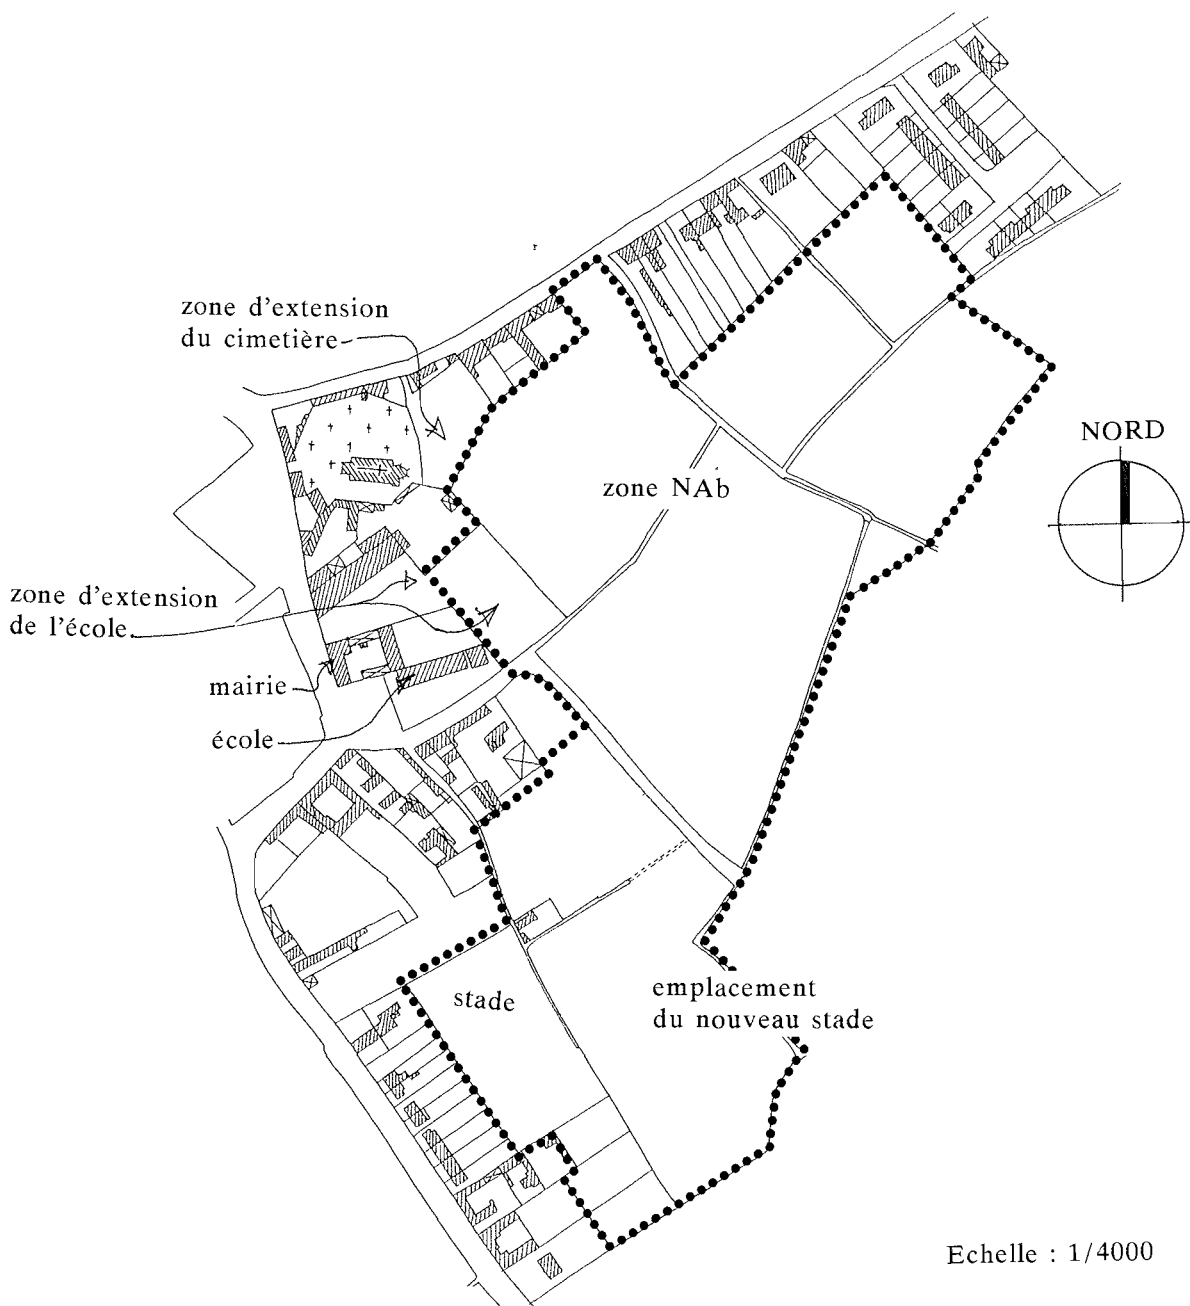 zone d'extension
du cimetière
zone NAb
NORD
zone d'extension
de l'école
mairie
école
stade
emplacement
du nouveau stade
Echelle : 1/4000